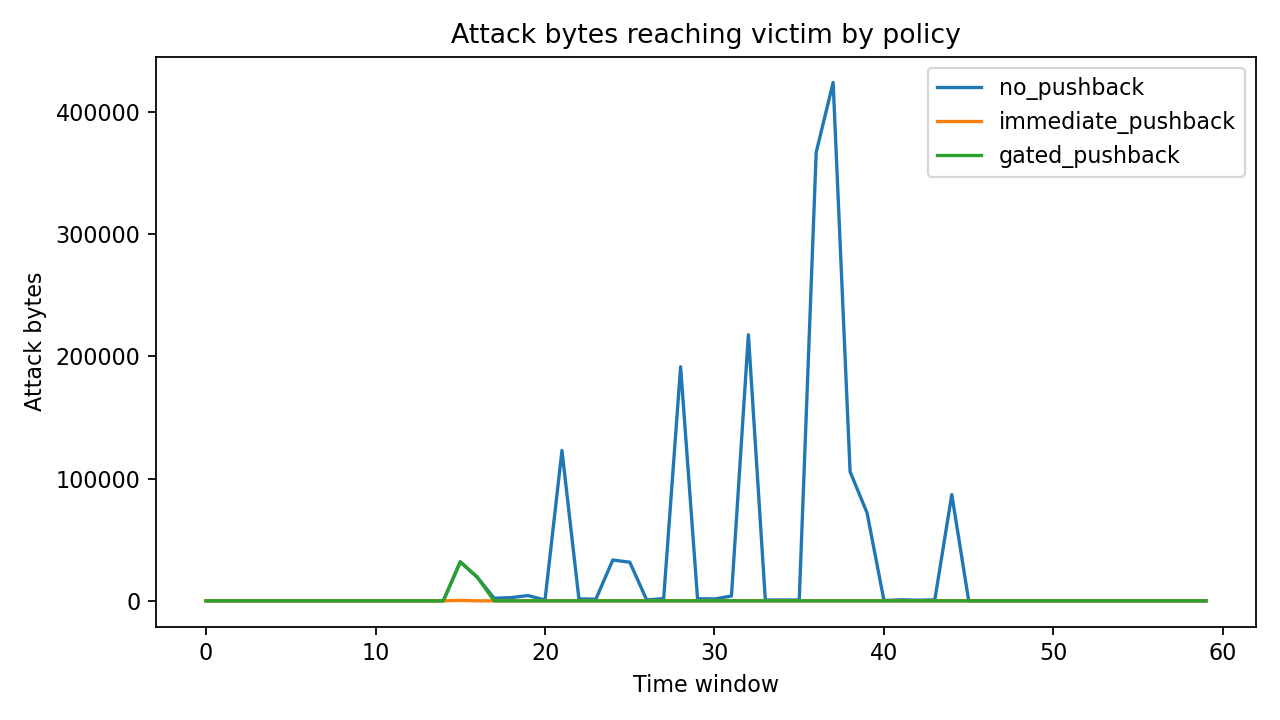 Attack bytes reaching victim by policy
no_pushback
immediate_pushback
gated_pushback
400000
300000
200000
100000
0
Attack bytes
0 10 20 30 40 50 60
Time window